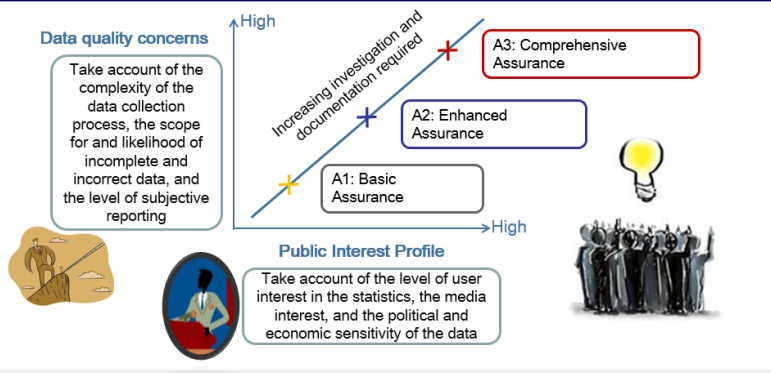 High
Data quality concerns
Take account of the
complexity of the
data collection
process, the scope
for and likelihood of
incomplete and
incorrect data, and
the level of subjective
reporting
Increasing investigation and
documentation required
A3: Comprehensive
Assurance
A2: Enhanced
Assurance
A1: Basic
Assurance
High
Public Interest Profile
Take account of the level of user
interest in the statistics, the media
interest, and the political and
economic sensitivity of the data